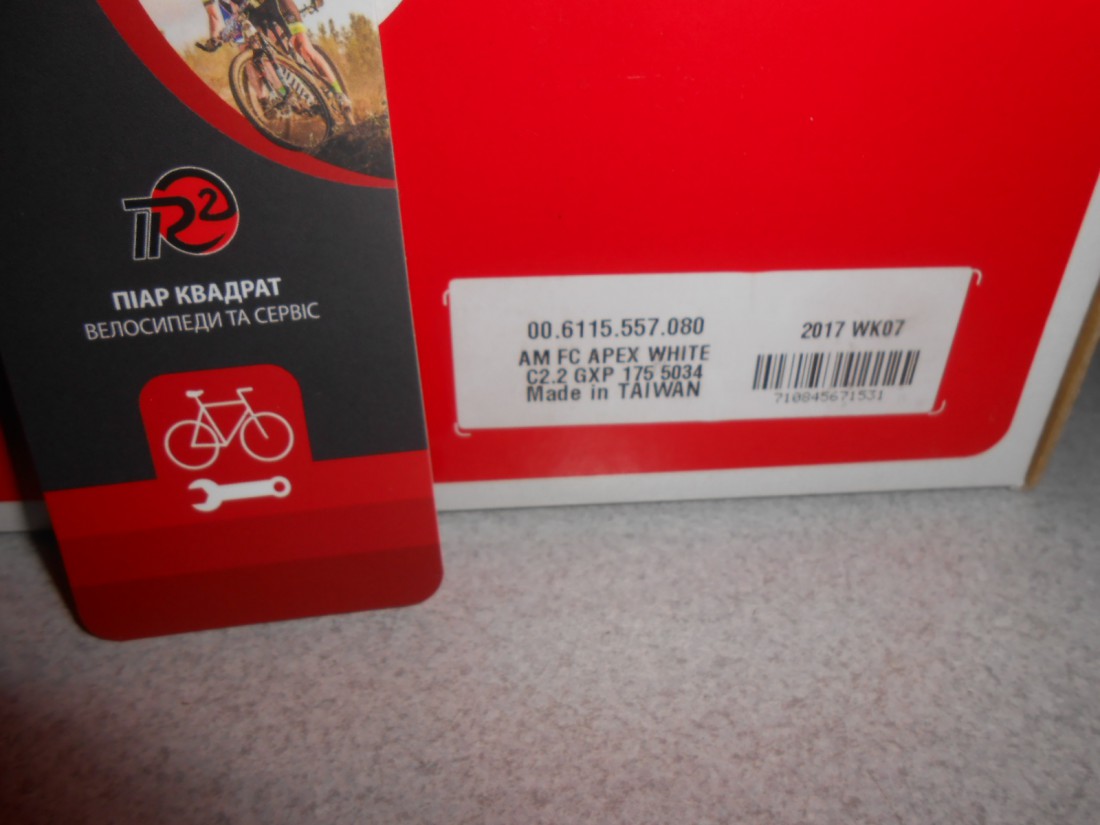 ПR2
ПІАР КВАДРАТ
ВЕЛОСИПЕДИ ТА СЕРВІС
00.6115.557.080
AM FC APEX WHITE
C2.2 GXP 175 5034
Made in TAIWAN
2017 WK07
710845671531